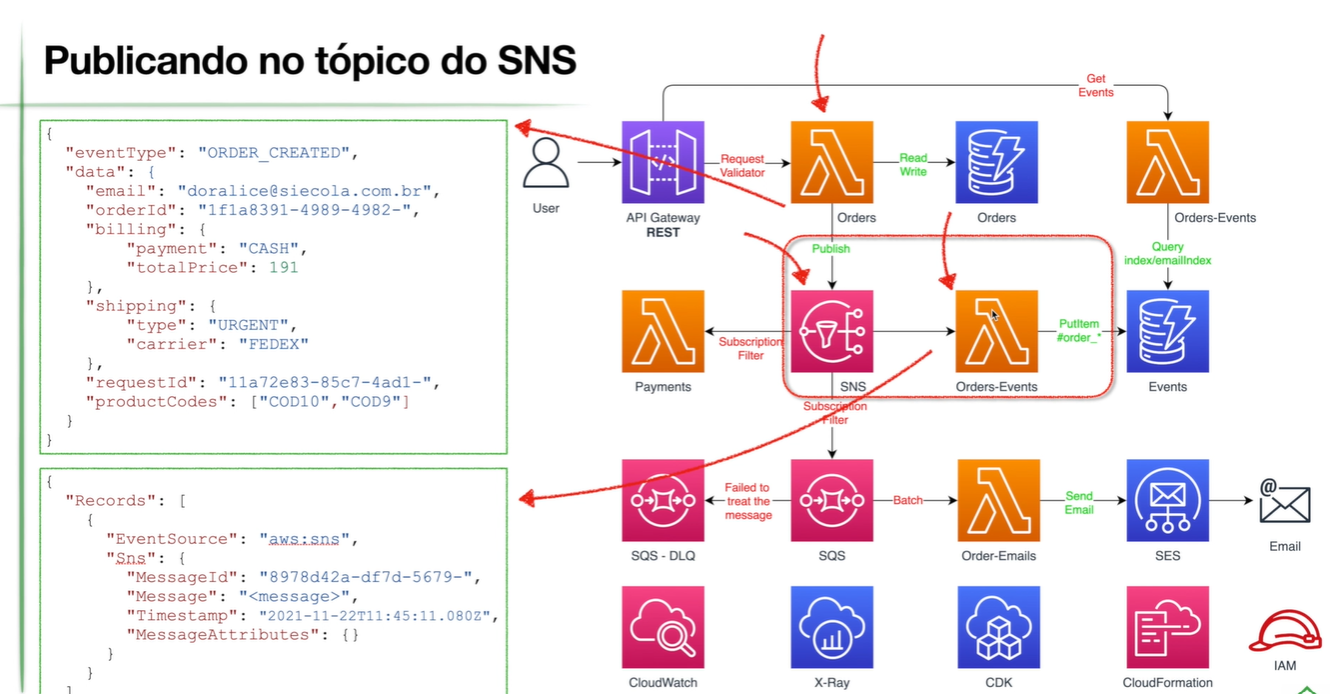 Publicando no tópico do SNS
{
"eventType": "ORDER_CREATED",
"data": {
"email": "doralice@siecola.com.br",
"orderId": "1f1a8391-4989-4982-",
"billing": {
"payment": "CASH",
"totalPrice": 191
},
"shipping": {
"type": "URGENT",
"carrier": "FEDEX"
},
"requestId": "11a72e83-85c7-4ad1-",
"productCodes": ["COD10","COD9"]
}
}
{
"Records": [
{
"EventSource": "aws:sns",
"Sns": {
"MessageId": "8978d42a-df7d-5679-",
"Message": "<message>",
"Timestamp": "2021-11-22T11:45:11.080Z",
"MessageAttributes": {}
}
}
]
Get
Events
User
API Gateway
REST
Request
Validator
Orders
Read
Write
Orders
Orders-Events
Publish
Query
index/emailIndex
Payments
Subscription
Filter
SNS
Orders-Events
PutItem
#order_*
Events
Subscription
Filter
SQS - DLQ
Failed to
treat the
message
SQS
Batch
Order-Emails
Send
Email
SES
@
Email
CloudWatch
X-Ray
CDK
CloudFormation
IAM